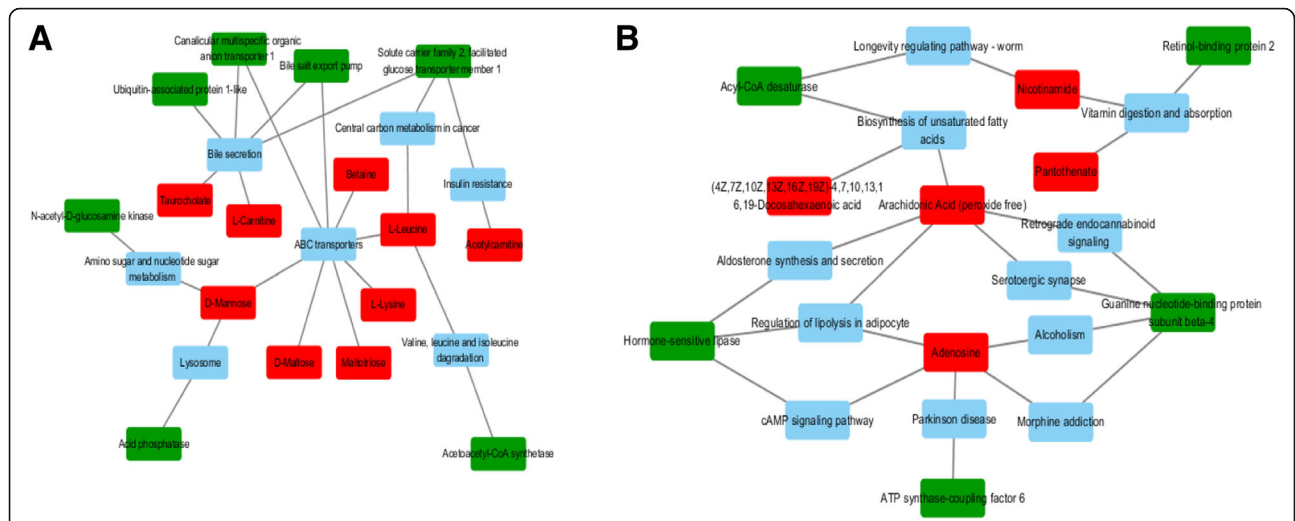 A
Canalicular multispecific organic
anion transporter 1
Bile salt export pump
Solute carrier family 2, facilitated
glucose transporter member 1
Ubiquitin-associated protein 1-like
Central carbon metabolism in cancer
Bile secretion
Betaine
Insulin resistance
Taurocholate
L-Carnitine
N-acetyl-D-glucosamine kinase
L-Leucine
ABC transporters
Acetylcarnitine
Amino sugar and nucleotide sugar
metabolism
D-Mannose
L-Lysine
Lysosome
D-Maltose
Maltotriose
Valine, leucine and isoleucine
degradation
Acid phosphatase
Acetoacetyl-CoA synthetase
B
Longevity regulating pathway - worm
Retinol-binding protein 2
Acyl-CoA desaturase
Nicotinamide
Vitamin digestion and absorption
Biosynthesis of unsaturated fatty
acids
Pantothenate
(4Z,7Z,10Z,13Z,16Z,19Z)-4,7,10,13,1
6,19-Docosahexaenoic acid
Arachidonic Acid (peroxide free)
Retrograde endocannabinoid
signaling
Aldosterone synthesis and secretion
Serotoergic synapse
Guanine nucleotide-binding protein
subunit beta-4
Regulation of lipolysis in adipocyte
Alcoholism
Hormone-sensitive lipase
Adenosine
cAMP signaling pathway
Parkinson disease
Morphine addiction
ATP synthase-coupling factor 6